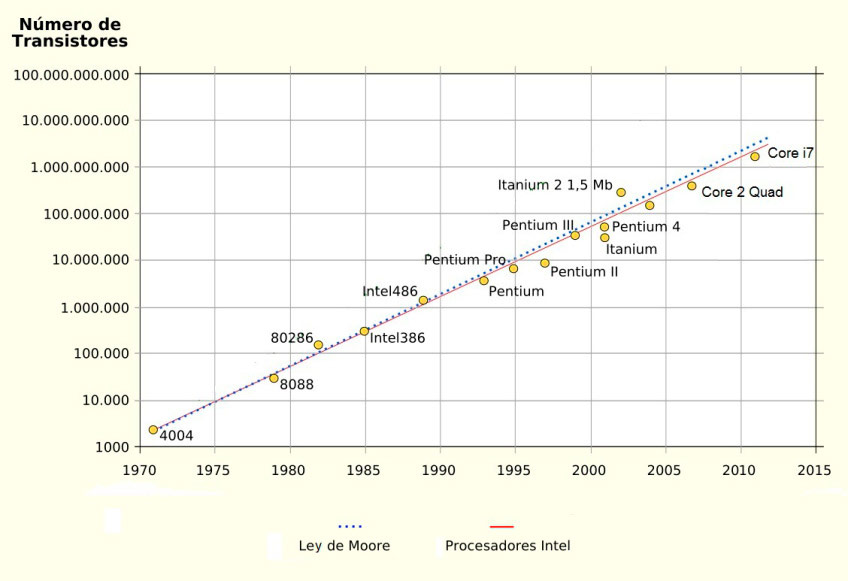 Número de
Transistores
100.000.000.000
10.000.000.000
1.000.000.000
100.000.000
10.000.000
1.000.000
100.000
10.000
1000
Core i7
Itanium 2 1,5 Mb
Core 2 Quad
Pentium III
Pentium 4
Itanium
Pentium Pro
Pentium II
Intel486
Pentium
80286
Intel386
8088
4004
1970 1975 1980 1985 1990 1995 2000 2005 2010 2015
Ley de Moore
Procesadores Intel